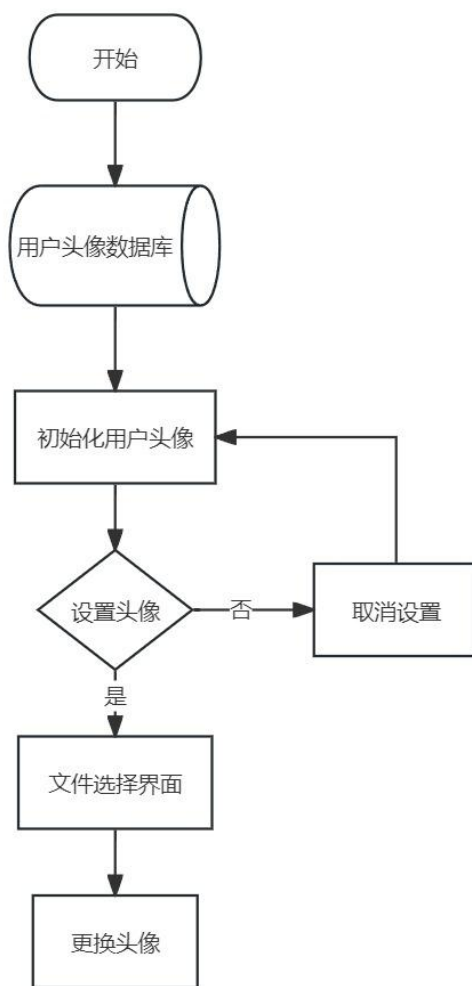 开始
用户头像数据库
初始化用户头像
设置头像
否
取消设置
是
文件选择界面
更换头像